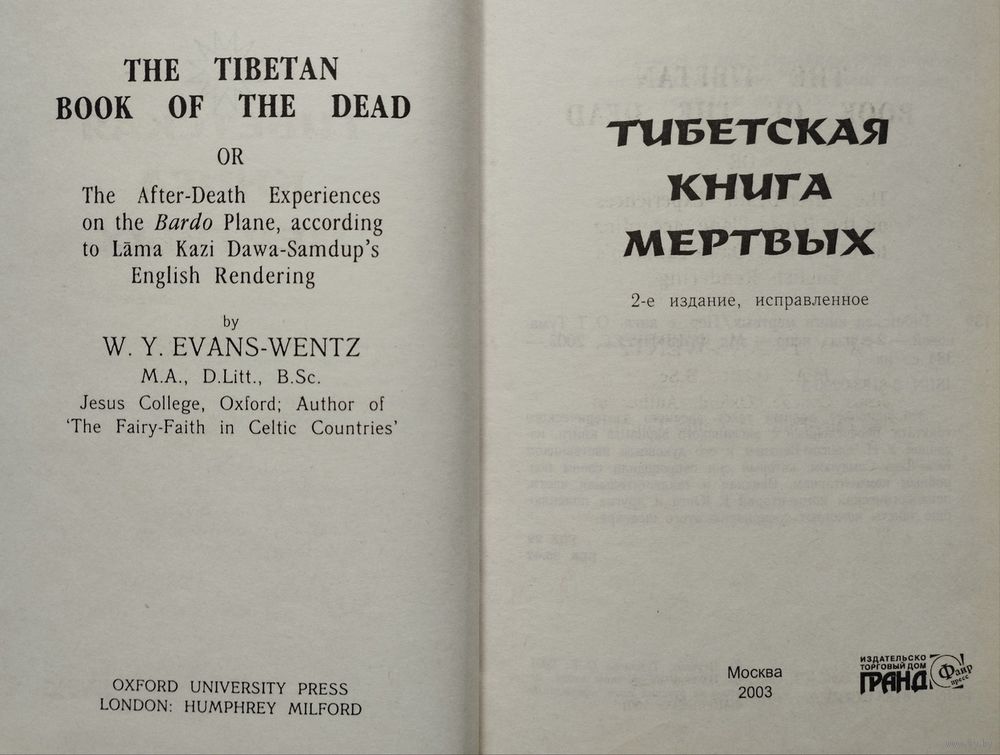 THE TIBETAN
BOOK OF THE DEAD
OR
The After-Death Experiences
on the Bardo Plane, according
to Lāma Kazi Dawa-Samdup's
English Rendering
by
W. Y. EVANS-WENTZ
M.A., D.Litt., B.Sc.
Jesus College, Oxford; Author of
'The Fairy-Faith in Celtic Countries'
OXFORD UNIVERSITY PRESS
LONDON: HUMPHREY MILFORD
ТИБЕТСКАЯ
КНИГА
МЕРТВЫХ
2-е издание, исправленное
Москва
2003
ИЗДАТЕЛЬСКО
ТОРГОВЫЙ ДОМ
ГРАНД
Фаир
пресс